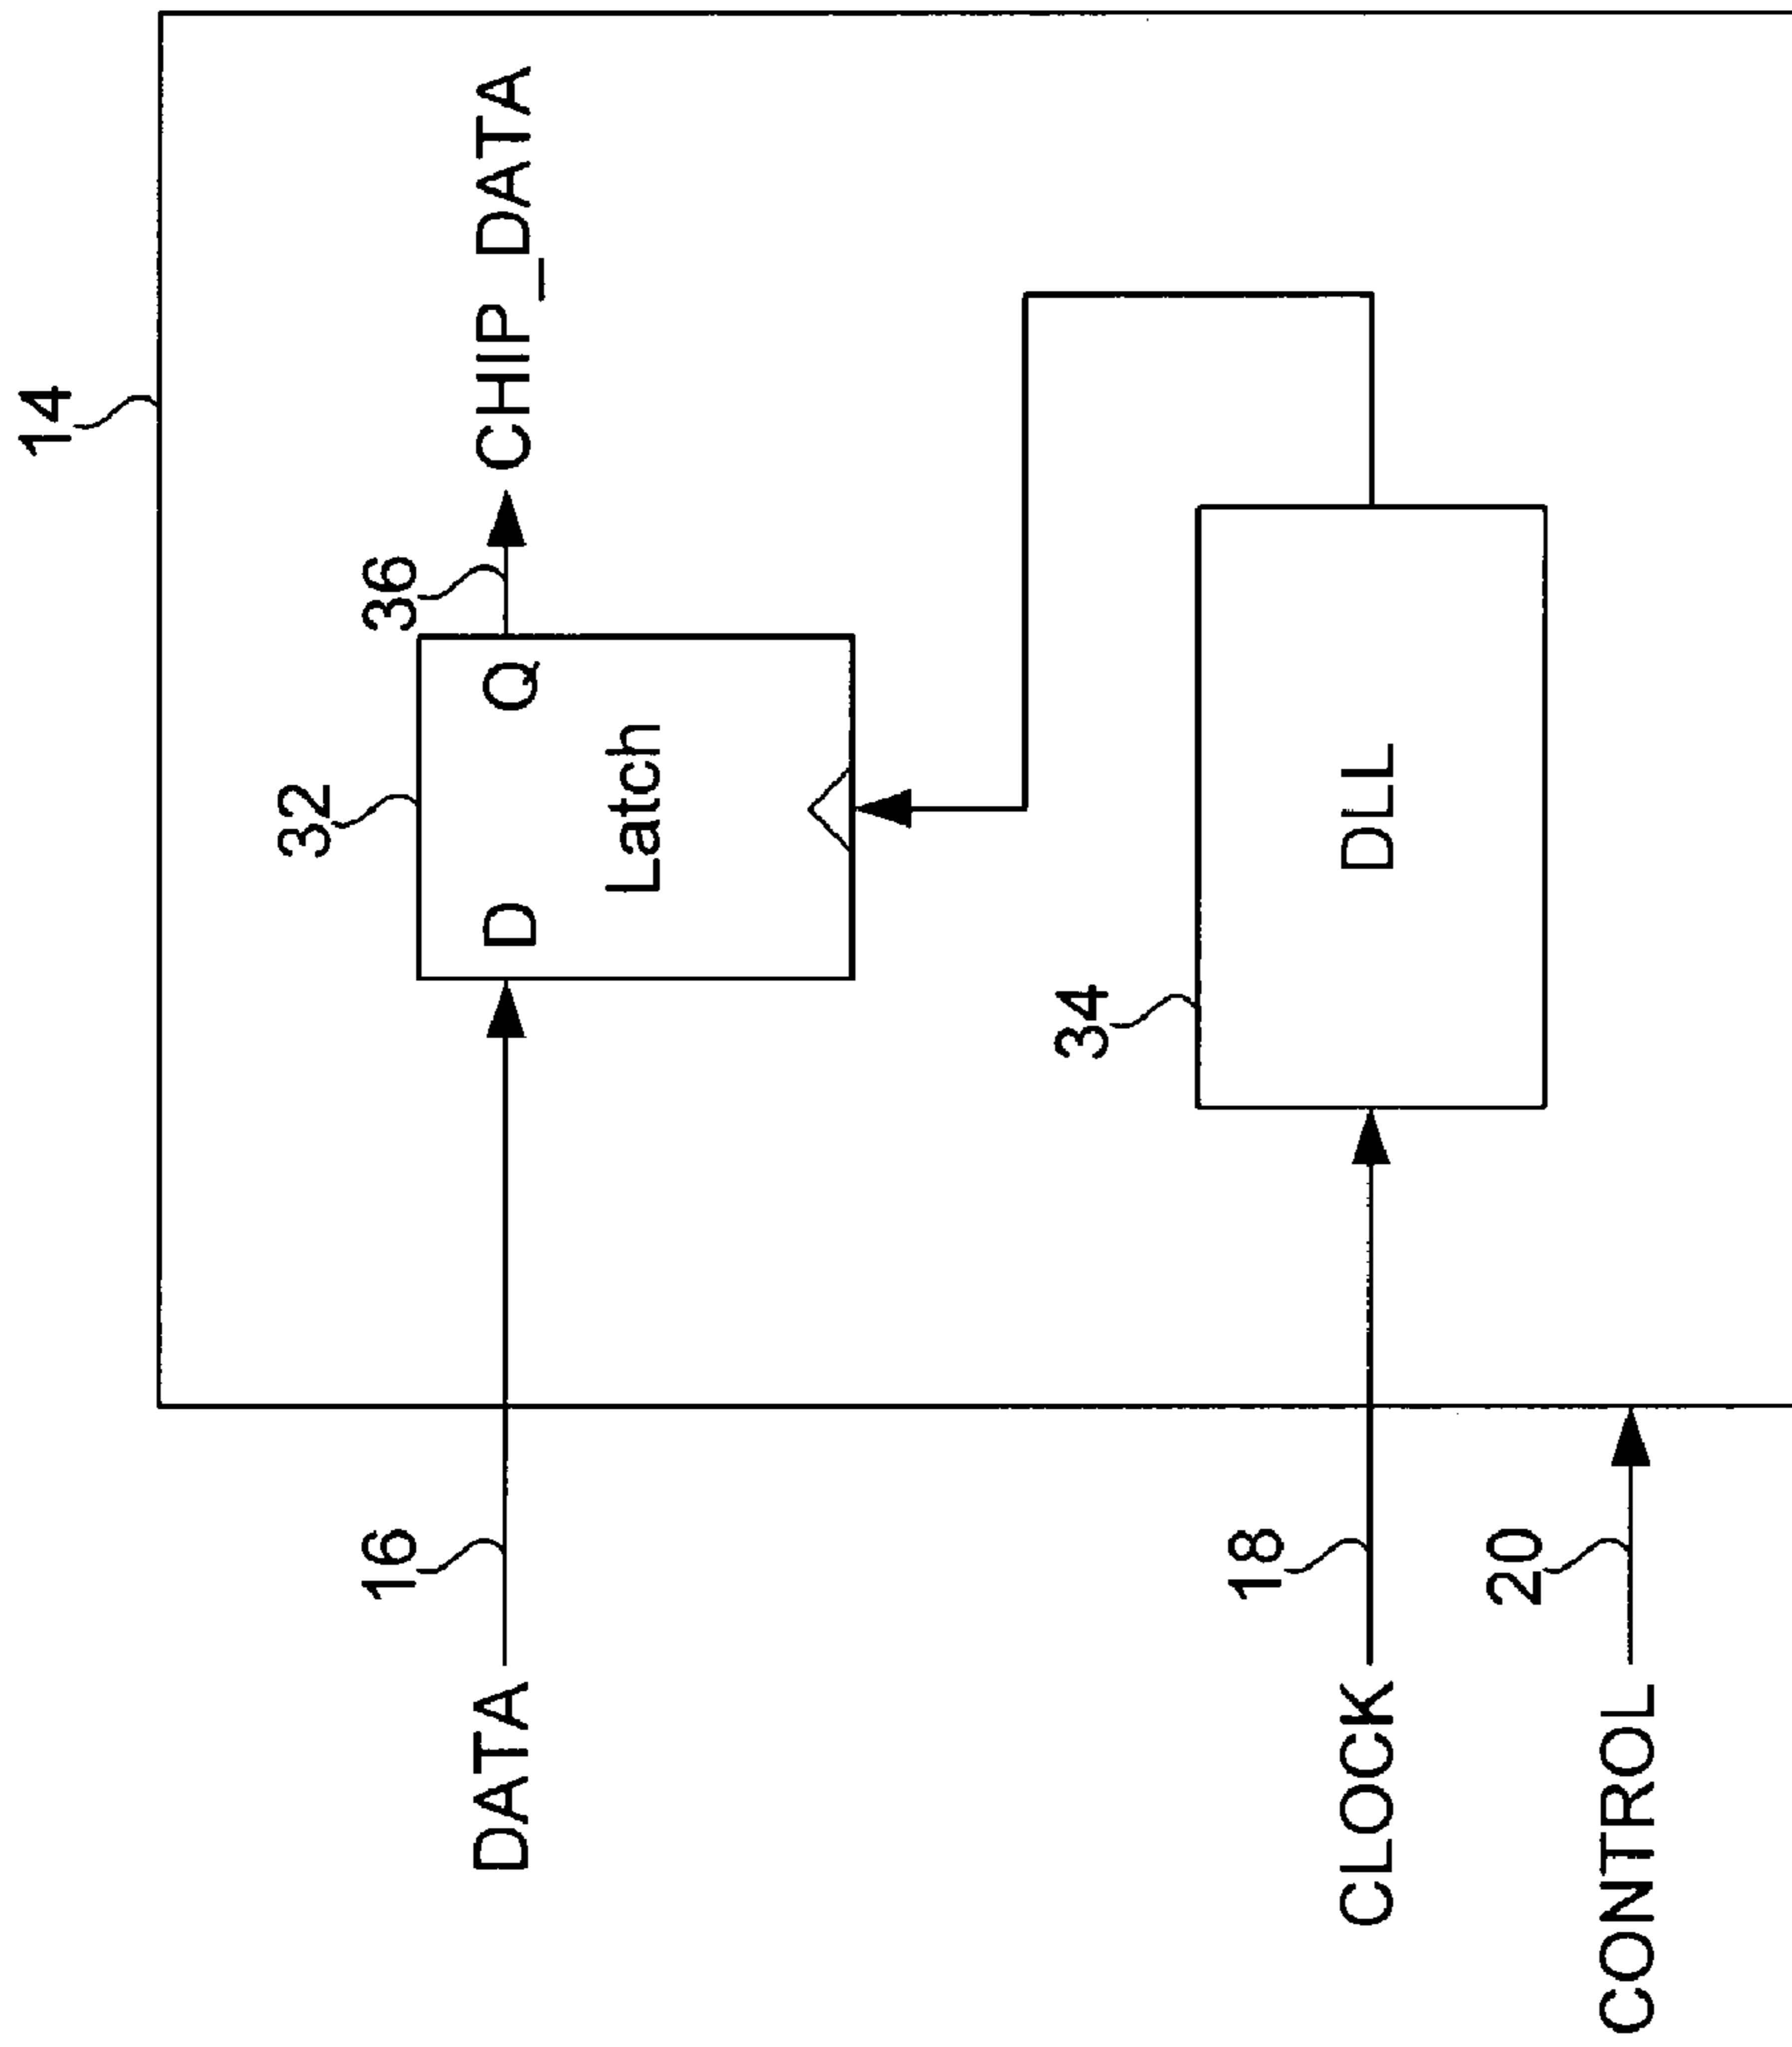 14
32
36
16
DATA
D
Q
CHIP_DATA
Latch
34
18
CLOCK
DLL
20
CONTROL